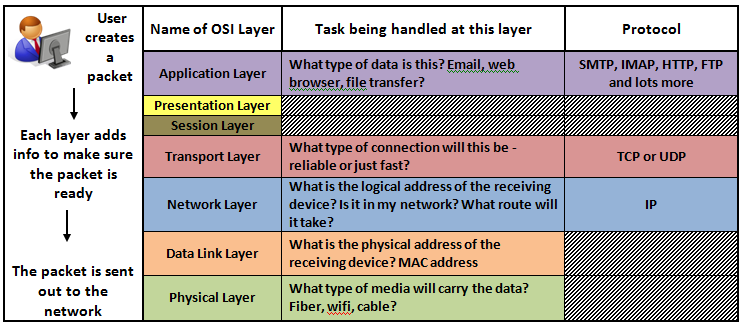 User
creates
a
packet
Each layer adds
info to make sure
the packet is
ready
The packet is sent
out to the
network
Name of OSI Layer
Task being handled at this layer
Protocol
Application Layer
What type of data is this? Email, web
browser, file transfer?
SMTP, IMAP, HTTP, FTP
and lots more
Presentation Layer
Session Layer
Transport Layer
What type of connection will this be -
reliable or just fast?
TCP or UDP
Network Layer
What is the logical address of the receiving
device? Is it in my network? What route will
it take?
IP
Data Link Layer
What is the physical address of the
receiving device? MAC address
Physical Layer
What type of media will carry the data?
Fiber, wifi, cable?